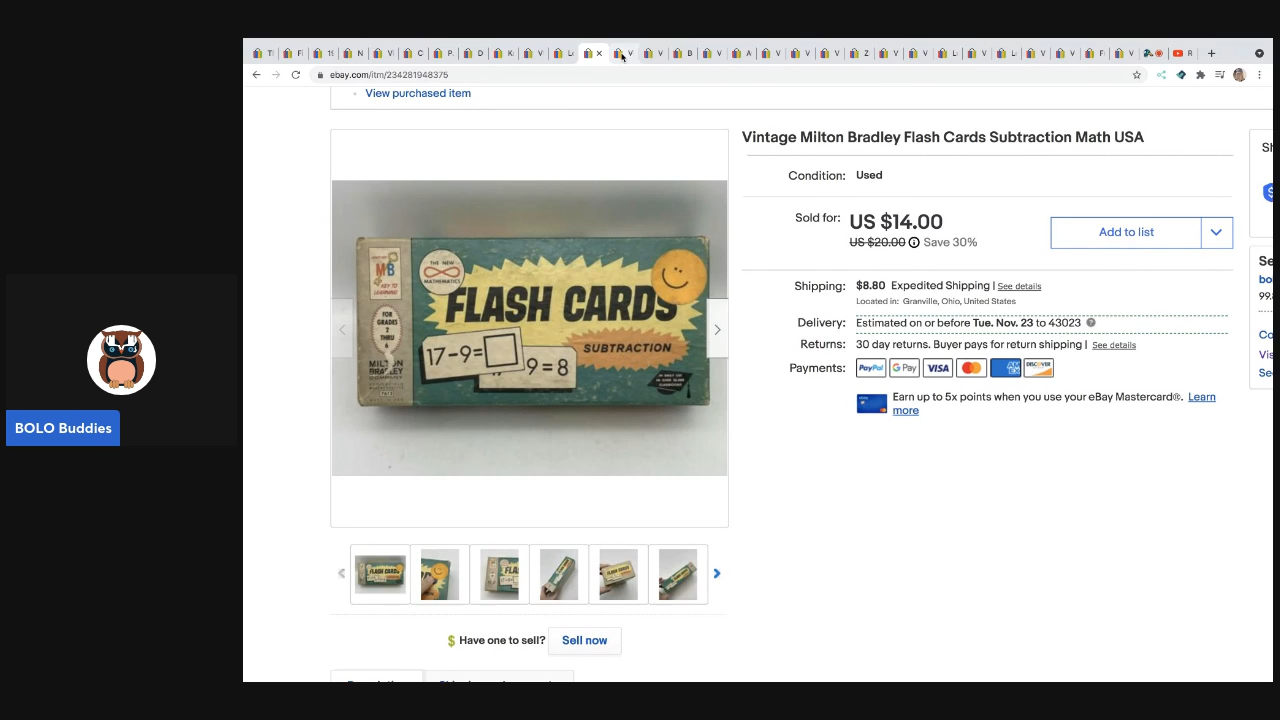 ebay.com/itm/234281948375
View purchased item
Vintage Milton Bradley Flash Cards Subtraction Math USA
Condition: Used
Sold for: US $14.00
US $20.00 Save 30%
Add to list
Shipping: $8.80 Expedited Shipping | See details
Located in: Granville, Ohio, United States
Delivery: Estimated on or before Tue. Nov. 23 to 43023
Returns: 30 day returns. Buyer pays for return shipping | See details
Payments: PayPal G Pay VISA DISCOVER
Earn up to 5x points when you use your eBay Mastercard®. Learn
more
MB
KEY TO
LEARNING
THE NEW
MATHEMATICS
FLASH CARDS
FOR
GRADES
2
THRU
6
MILTON
BRADLEY
17-9=
9=8
SUBTRACTION
$ Have one to sell? Sell now
BOLO Buddies